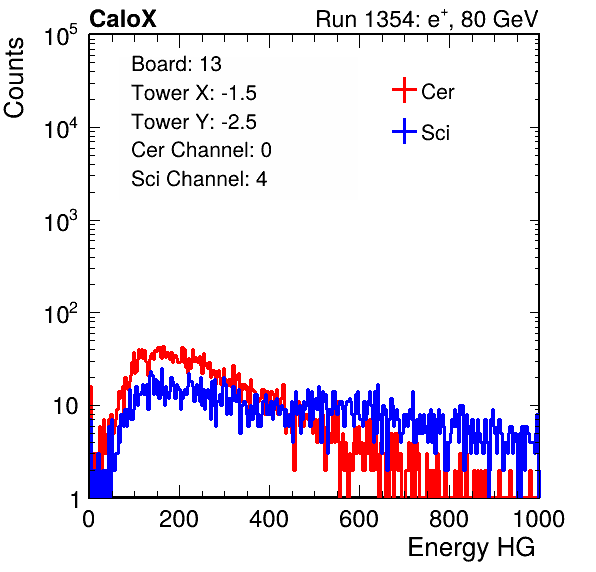 CaloX Run 1354: e⁺, 80 GeV
Counts
Board: 13
Tower X: -1.5
Tower Y: -2.5
Cer Channel: 0
Sci Channel: 4
Cer
Sci
10⁵
10⁴
10³
10²
10
1
0 200 400 600 800 1000
Energy HG